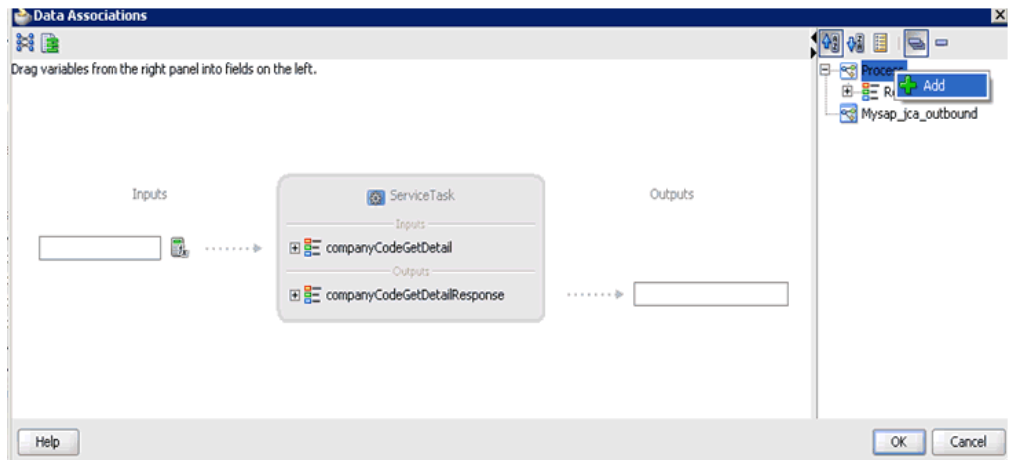 Data Associations
Drag variables from the right panel into fields on the left.
Process
Add
Mysap_jca_outbound
Inputs
ServiceTask
Outputs
Inputs
companyCodeGetDetail
Outputs
companyCodeGetDetailResponse
Help
OK
Cancel